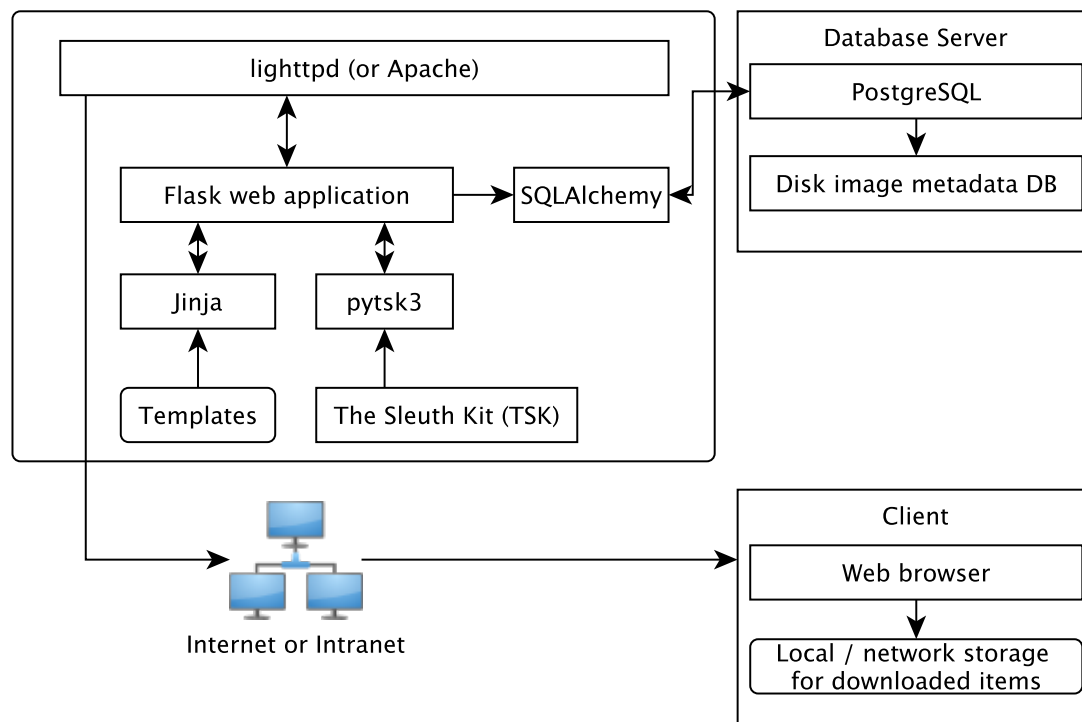 lighttpd (or Apache)
Flask web application
SQLAlchemy
Jinja
pytsk3
Templates
The Sleuth Kit (TSK)
Database Server
PostgreSQL
Disk image metadata DB
Internet or Intranet
Client
Web browser
Local / network storage
for downloaded items